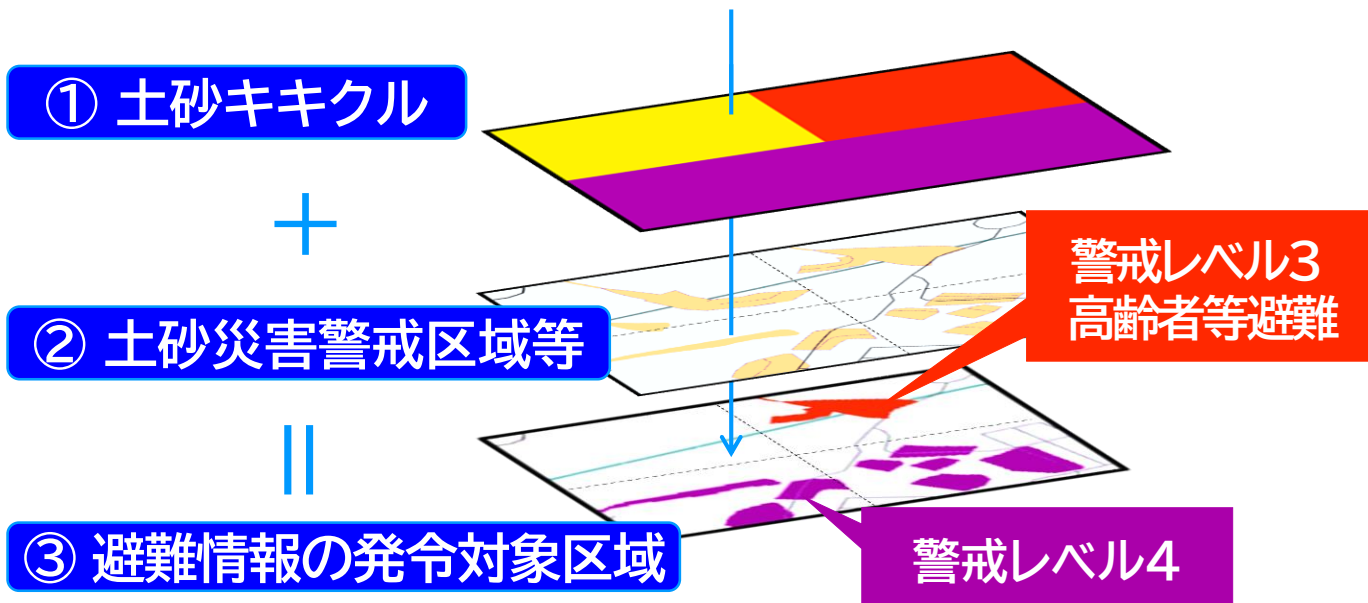 ① 土砂キキクル
＋
② 土砂災害警戒区域等
||
③ 避難情報の発令対象区域
警戒レベル3
高齢者等避難
警戒レベル4